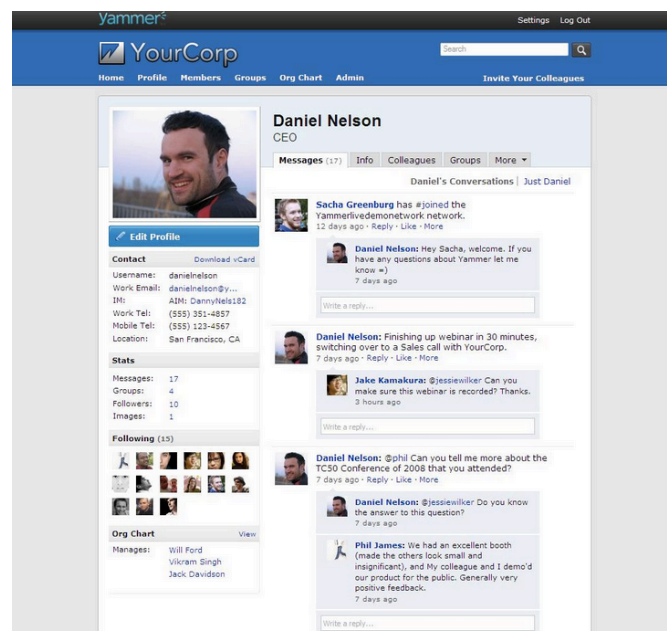 yammer
Settings Log Out
YourCorp
Search
Home Profile Members Groups Org Chart Admin
Invite Your Colleagues
Daniel Nelson
CEO
Messages (17) Info Colleagues Groups More
Daniel's Conversations | Just Daniel
Edit Profile
Contact Download vCard
Username: danielnelson
Work Email: danielnelson@y...
IM: AIM: DannyNels182
Work Tel: (555) 351-4857
Mobile Tel: (555) 123-4567
Location: San Francisco, CA
Stats
Messages: 17
Groups: 4
Followers: 10
Images: 1
Following (15)
Org Chart View
Manages: Will Ford
Vikram Singh
Jack Davidson
Sacha Greenburg has #joined the
Yammerlivedemonetwork network.
12 days ago · Reply · Like · More
Daniel Nelson: Hey Sacha, welcome. If you
have any questions about Yammer let me
know =)
7 days ago
Write a reply...
Daniel Nelson: Finishing up webinar in 30 minutes,
switching over to a Sales call with YourCorp.
7 days ago · Reply · Like · More
Jake Kamakura: @jessiewilker Can you
make sure this webinar is recorded? Thanks.
3 hours ago
Write a reply...
Daniel Nelson: @phil Can you tell me more about the
TC50 Conference of 2008 that you attended?
7 days ago · Reply · Like · More
Daniel Nelson: @jessiewilker Do you know
the answer to this question?
7 days ago
Phil James: We had an excellent booth
(made the others look small and
insignificant), and My colleague and I demo'd
our product for the public. Generally very
positive feedback.
7 days ago
Write a reply...